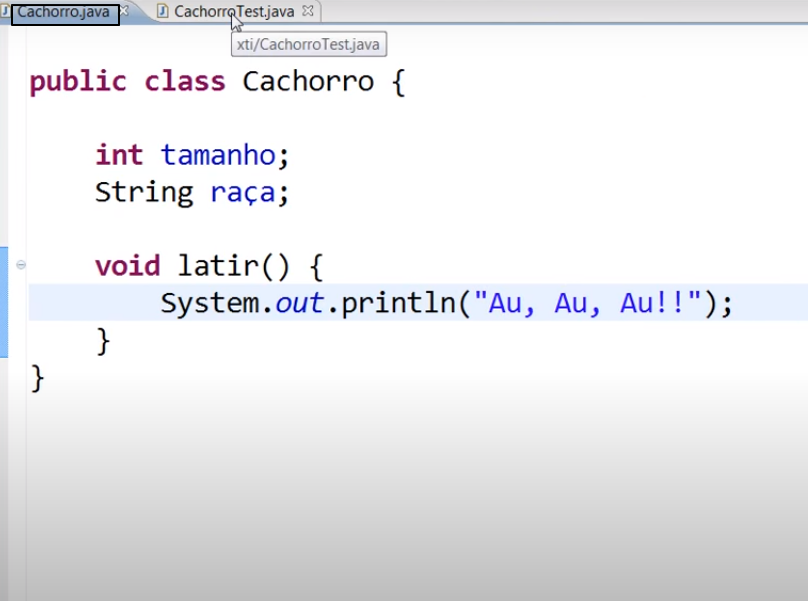 Cachorro.java CachorroTest.java
xti/CachorroTest.java
public class Cachorro {
int tamanho;
String raça;
void latir() {
System.out.println("Au, Au, Au!!");
}
}